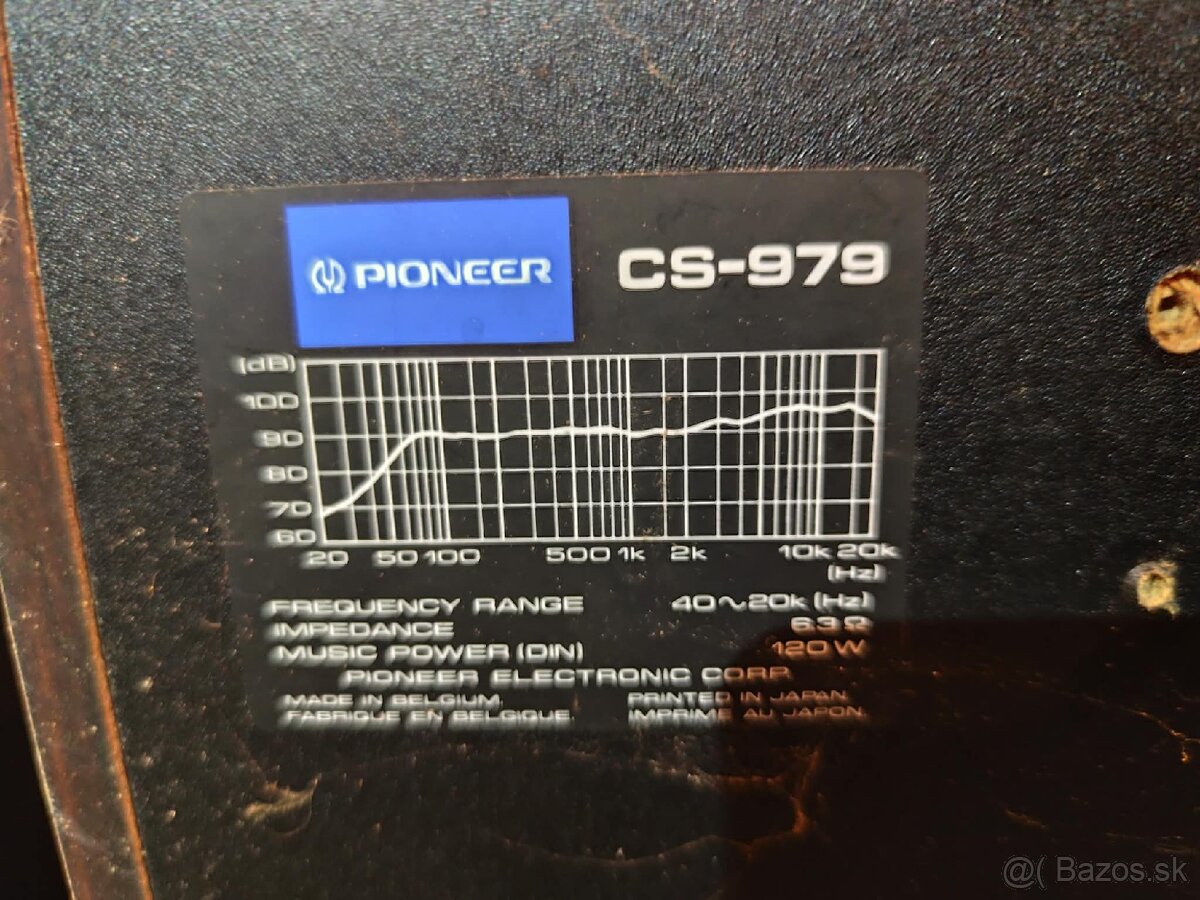 PIONEER CS-979
(dB)
100
90
80
70
60
20 50 100 500 1k 2k 10k 20k
(Hz)
FREQUENCY RANGE 40~20k (Hz)
IMPEDANCE 6.3 Ω
MUSIC POWER (DIN) 120 W
PIONEER ELECTRONIC CORP.
MADE IN BELGIUM. PRINTED IN JAPAN.
FABRIQUE EN BELGIQUE. IMPRIME AU JAPON.
@( Bazos.sk